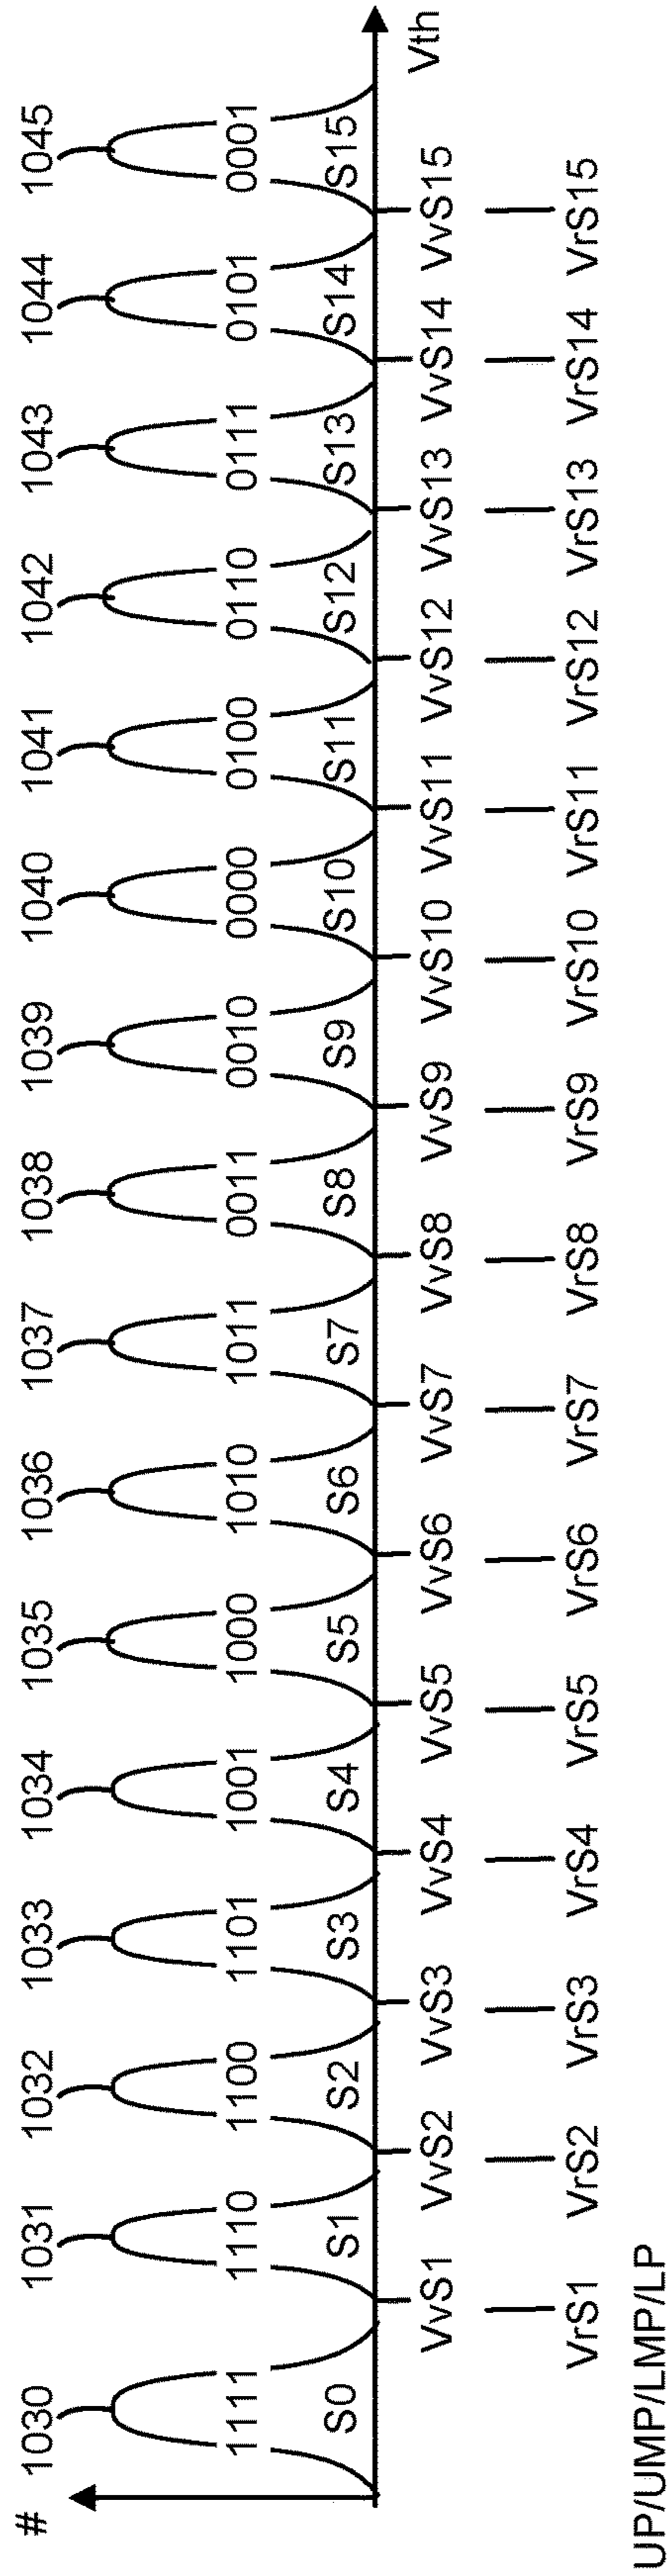 #
1030 1031 1032 1033 1034 1035 1036 1037 1038 1039 1040 1041 1042 1043 1044 1045
1111 1110 1100 1101 1001 1000 1010 1011 0011 0010 0000 0100 0110 0111 0101 0001
S0 S1 S2 S3 S4 S5 S6 S7 S8 S9 S10 S11 S12 S13 S14 S15
Vth
VvS1 VvS2 VvS3 VvS4 VvS5 VvS6 VvS7 VvS8 VvS9 VvS10 VvS11 VvS12 VvS13 VvS14 VvS15
VrS1 VrS2 VrS3 VrS4 VrS5 VrS6 VrS7 VrS8 VrS9 VrS10 VrS11 VrS12 VrS13 VrS14 VrS15
UP/UMP/LMP/LP